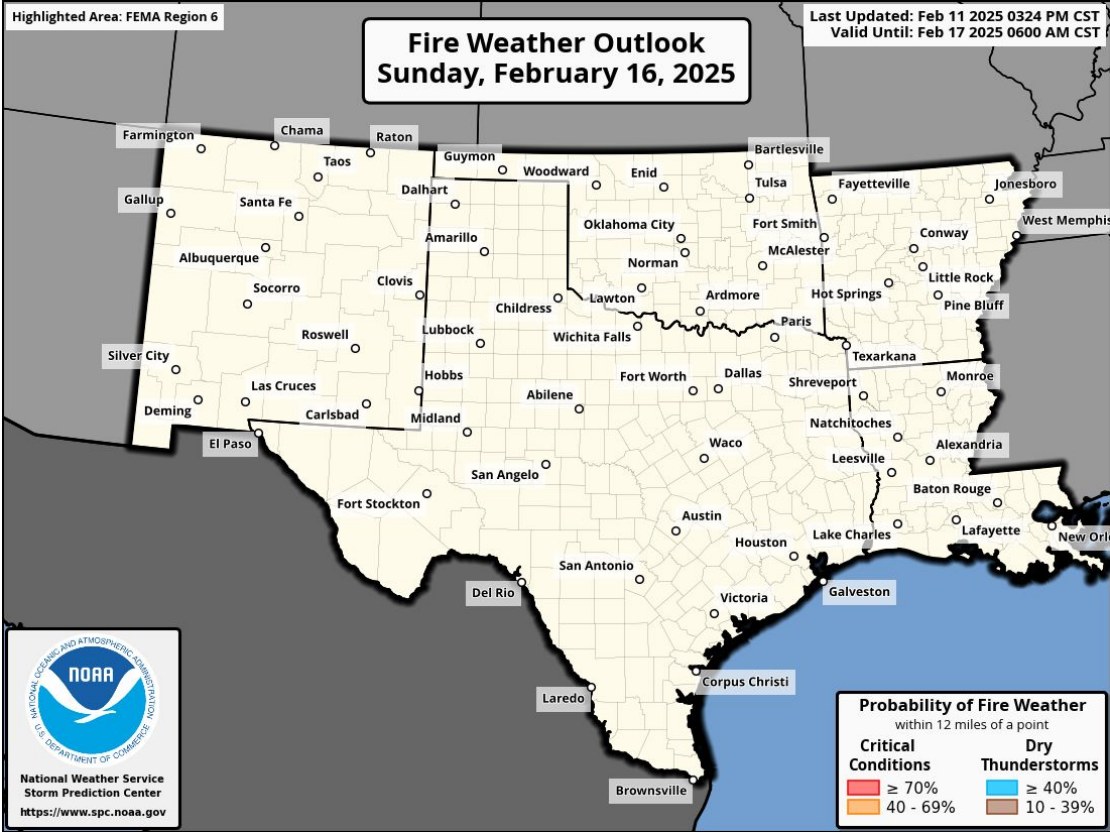 Highlighted Area: FEMA Region 6
Fire Weather Outlook
Sunday, February 16, 2025
Last Updated: Feb 11 2025 0324 PM CST
Valid Until: Feb 17 2025 0600 AM CST
Farmington
Chama
Raton
Taos
Guymon
Woodward
Enid
Bartlesville
Tulsa
Fayetteville
Jonesboro
Gallup
Santa Fe
Dalhart
Oklahoma City
Fort Smith
Conway
West Memphis
Albuquerque
Amarillo
Norman
McAlester
Little Rock
Socorro
Clovis
Childress
Lawton
Ardmore
Hot Springs
Pine Bluff
Roswell
Lubbock
Wichita Falls
Paris
Texarkana
Silver City
Las Cruces
Hobbs
Abilene
Fort Worth
Dallas
Shreveport
Monroe
Deming
Carlsbad
Midland
Natchitoches
El Paso
Waco
Alexandria
San Angelo
Leesville
Fort Stockton
Baton Rouge
Austin
Houston
Lake Charles
Lafayette
New Orl
San Antonio
Del Rio
Victoria
Galveston
Laredo
Corpus Christi
Brownsville
NATIONAL OCEANIC AND ATMOSPHERIC ADMINISTRATION
NOAA
U.S. DEPARTMENT OF COMMERCE
National Weather Service
Storm Prediction Center
https://www.spc.noaa.gov
Probability of Fire Weather
within 12 miles of a point
Critical Conditions
≥ 70%
40 - 69%
Dry Thunderstorms
≥ 40%
10 - 39%